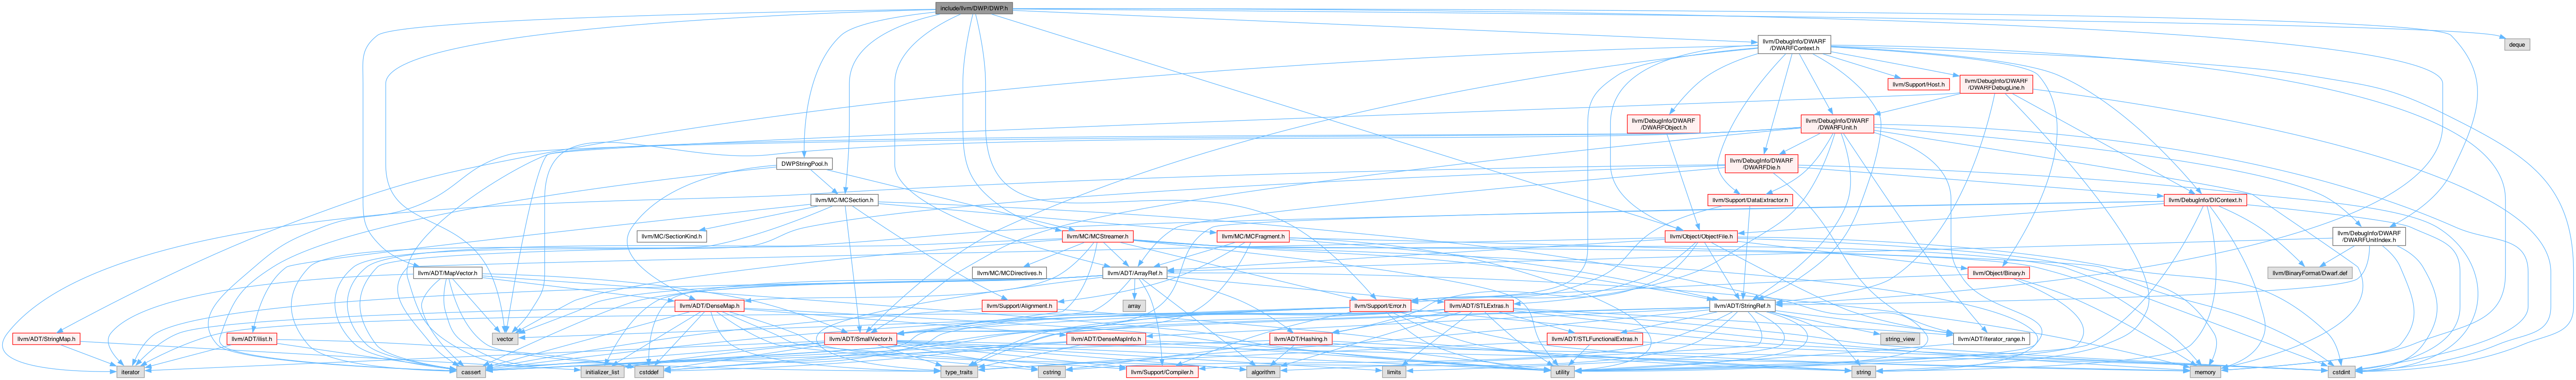 include/llvm/DWP/DWP.h
llvm/DebugInfo/DWARF
/DWARFContext.h
deque
llvm/Support/Host.h
llvm/DebugInfo/DWARF
/DWARFDebugLine.h
llvm/DebugInfo/DWARF
/DWARFObject.h
llvm/DebugInfo/DWARF
/DWARFUnit.h
DWPStringPool.h
llvm/DebugInfo/DWARF
/DWARFDie.h
llvm/MC/MCSection.h
llvm/Support/DataExtractor.h
llvm/DebugInfo/DIContext.h
llvm/MC/SectionKind.h
llvm/MC/MCStreamer.h
llvm/MC/MCFragment.h
llvm/Object/ObjectFile.h
llvm/DebugInfo/DWARF
/DWARFUnitIndex.h
llvm/ADT/MapVector.h
llvm/MC/MCDirectives.h
llvm/ADT/ArrayRef.h
llvm/Object/Binary.h
llvm/BinaryFormat/Dwarf.def
llvm/ADT/DenseMap.h
llvm/Support/Alignment.h
array
llvm/Support/Error.h
llvm/ADT/STLExtras.h
llvm/ADT/StringRef.h
llvm/ADT/StringMap.h
llvm/ADT/ilist.h
vector
llvm/ADT/SmallVector.h
llvm/ADT/DenseMapInfo.h
llvm/ADT/Hashing.h
llvm/ADT/STLFunctionalExtras.h
string_view
llvm/ADT/iterator_range.h
iterator
cassert
initializer_list
cstddef
type_traits
cstring
llvm/Support/Compiler.h
algorithm
limits
utility
string
memory
cstdint